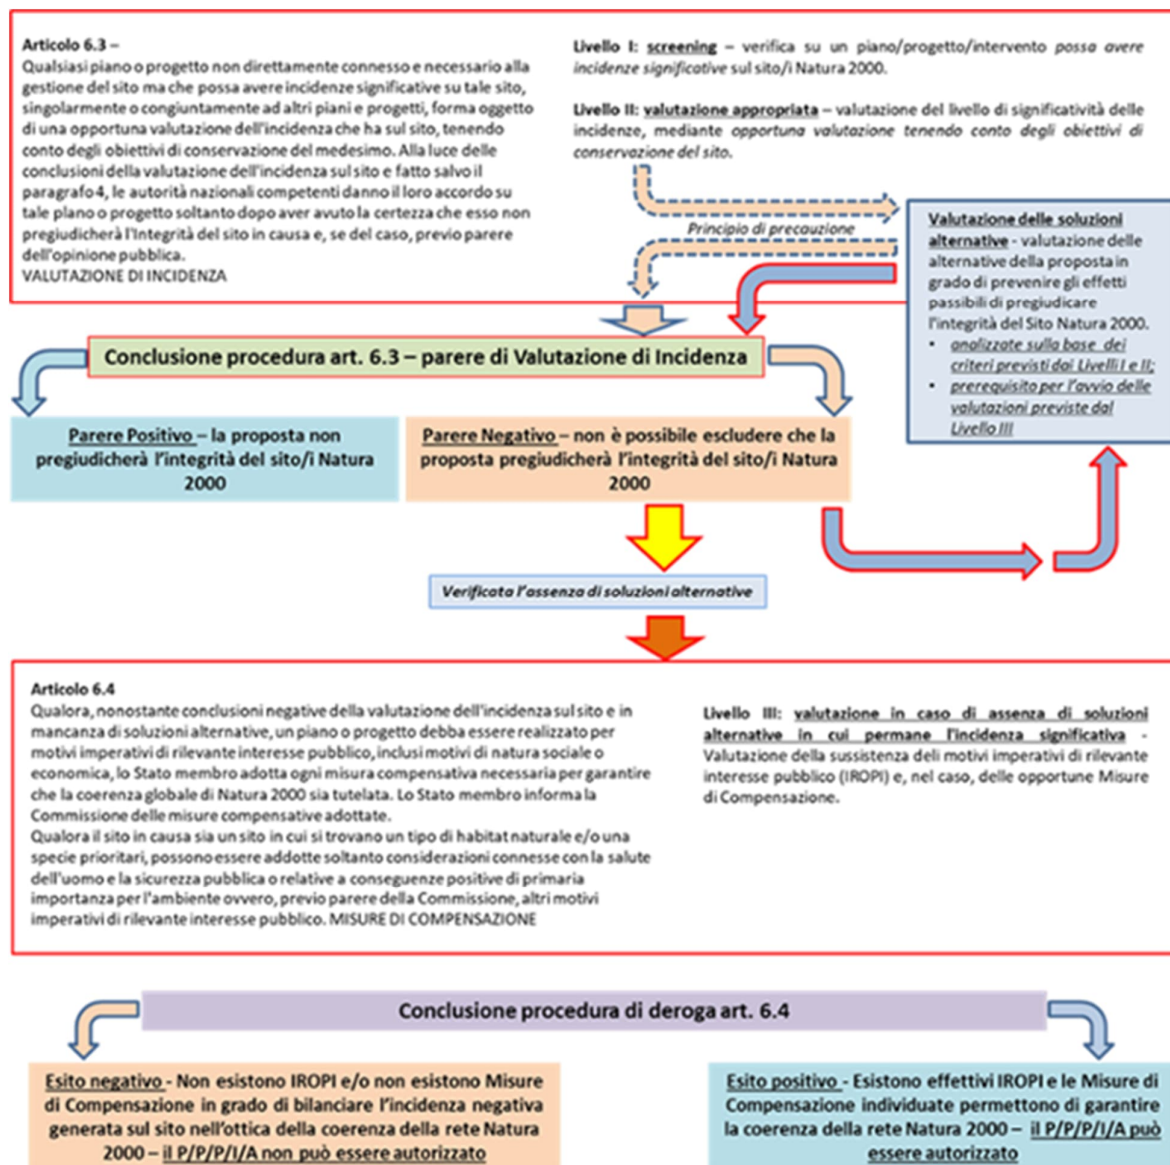 Articolo 6.3 –
Qualsiasi piano o progetto non direttamente connesso e necessario alla
gestione del sito ma che possa avere incidenze significative su tale sito,
singolarmente o congiuntamente ad altri piani e progetti, forma oggetto
di una opportuna valutazione dell'incidenza che ha sul sito, tenendo
conto degli obiettivi di conservazione del medesimo. Alla luce delle
conclusioni della valutazione dell'incidenza sul sito e fatto salvo il
paragrafo 4, le autorità nazionali competenti danno il loro accordo su
tale piano o progetto soltanto dopo aver avuto la certezza che esso non
pregiudicherà l'integrità del sito in causa e, se del caso, previo parere
dell'opinione pubblica.
VALUTAZIONE DI INCIDENZA
Livello I: screening – verifica su un piano/progetto/intervento possa avere
incidenze significative sul sito/i Natura 2000.
Livello II: valutazione appropriata – valutazione del livello di significatività delle
incidenze, mediante opportuna valutazione tenendo conto degli obiettivi di
conservazione del sito.
Principio di precauzione
Valutazione delle soluzioni
alternative - valutazione delle
alternative della proposta in
grado di prevenire gli effetti
passibili di pregiudicare
l'integrità del Sito Natura 2000.
• analizzate sulla base dei
criteri previsti dai Livelli I e II;
• prerequisito per l'avvio delle
valutazioni previste dal
Livello III
Conclusione procedura art. 6.3 – parere di Valutazione di Incidenza
Parere Positivo – la proposta non
pregiudicherà l'integrità del sito/i Natura
2000
Parere Negativo – non è possibile escludere che la
proposta pregiudicherà l'integrità del sito/i Natura
2000
Verificata l'assenza di soluzioni alternative
Articolo 6.4
Qualora, nonostante conclusioni negative della valutazione dell'incidenza sul sito e in
mancanza di soluzioni alternative, un piano o progetto debba essere realizzato per
motivi imperativi di rilevante interesse pubblico, inclusi motivi di natura sociale o
economica, lo Stato membro adotta ogni misura compensativa necessaria per garantire
che la coerenza globale di Natura 2000 sia tutelata. Lo Stato membro informa la
Commissione delle misure compensative adottate.
Qualora il sito in causa sia un sito in cui si trovano un tipo di habitat naturale e/o una
specie prioritari, possono essere addotte soltanto considerazioni connesse con la salute
dell'uomo e la sicurezza pubblica o relative a conseguenze positive di primaria
importanza per l'ambiente ovvero, previo parere della Commissione, altri motivi
imperativi di rilevante interesse pubblico. MISURE DI COMPENSAZIONE
Livello III: valutazione in caso di assenza di soluzioni
alternative in cui permane l'incidenza significativa -
Valutazione della sussistenza deli motivi imperativi di rilevante
interesse pubblico (IROPI) e, nel caso, delle opportune Misure
di Compensazione.
Conclusione procedura di deroga art. 6.4
Esito negativo - Non esistono IROPI e/o non esistono Misure
di Compensazione in grado di bilanciare l'incidenza negativa
generata sul sito nell'ottica della coerenza della rete Natura
2000 – il P/P/P/I/A non può essere autorizzato
Esito positivo - Esistono effettivi IROPI e le Misure di
Compensazione individuate permettono di garantire
la coerenza della rete Natura 2000 – il P/P/P/I/A può
essere autorizzato